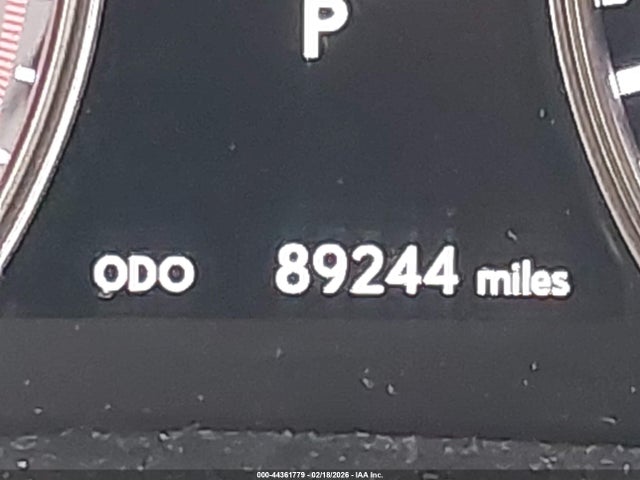 P
ODO 89244 miles
000-44361779 - 02/18/2026 - IAA Inc.